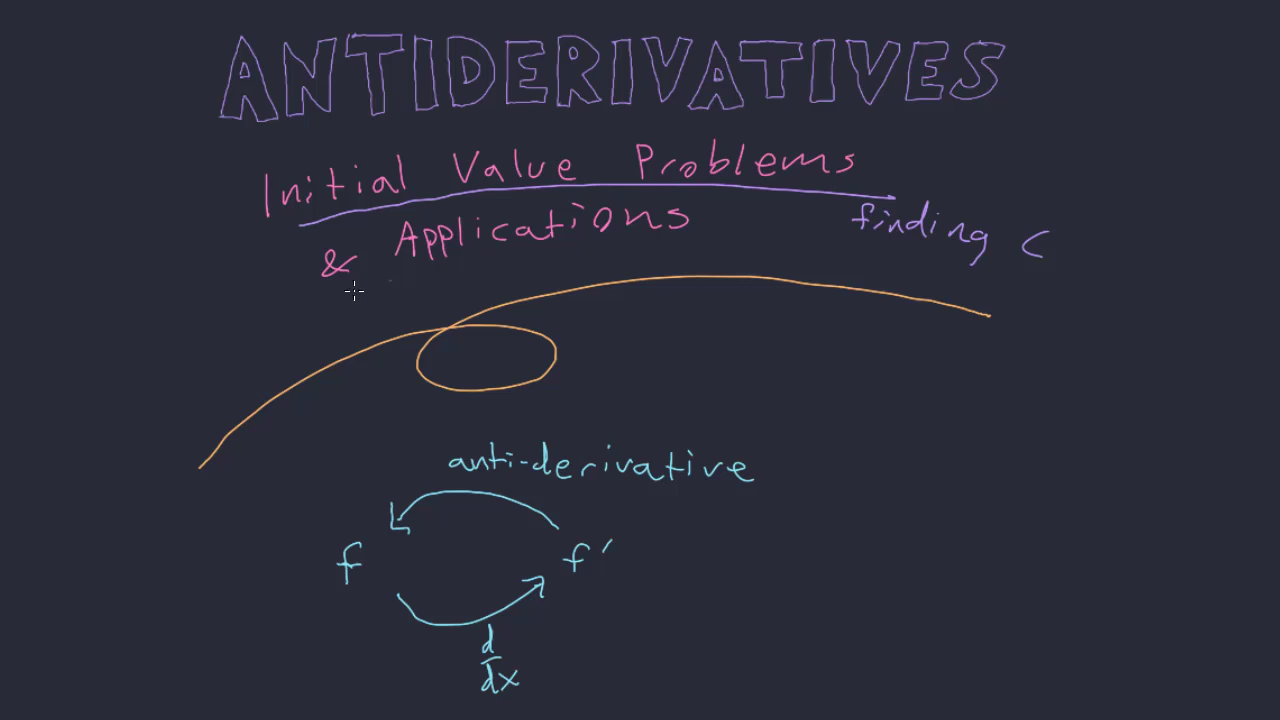 ANTIDERIVATIVES
Initial Value Problems
& Applications
finding C
anti-derivative
f
f'
d
dx